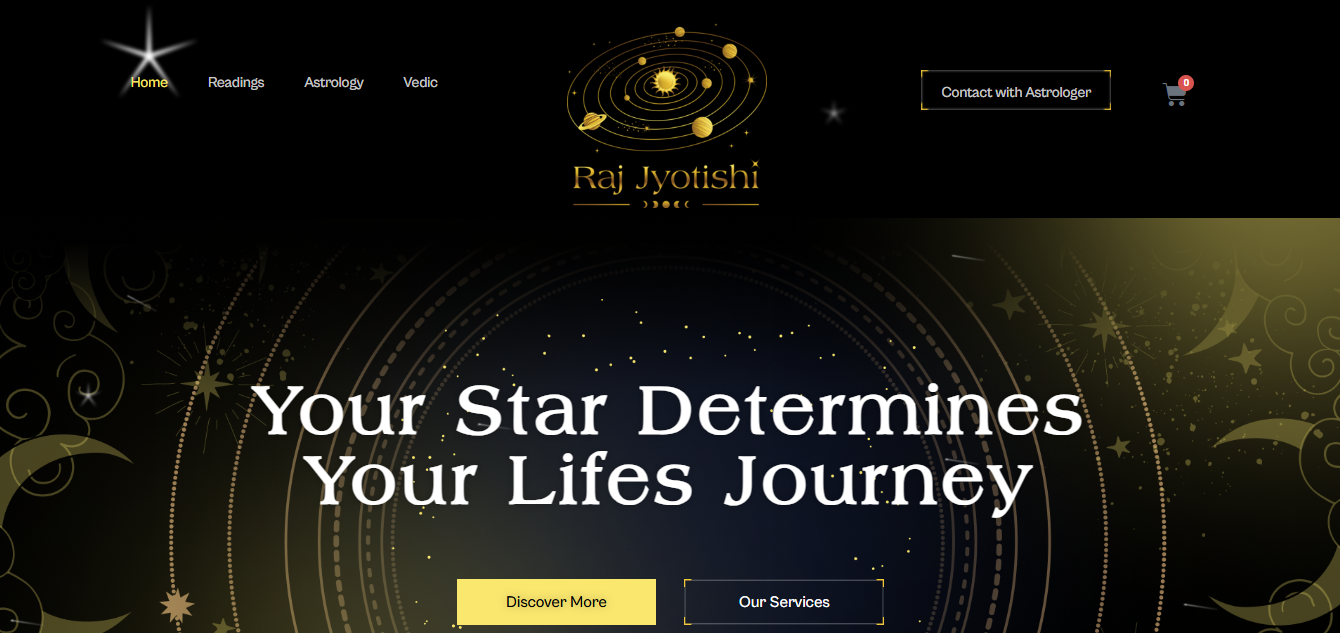 Home
Readings
Astrology
Vedic
Raj Jyotishi
Contact with Astrologer
0
Your Star Determines
Your Lifes Journey
Discover More
Our Services